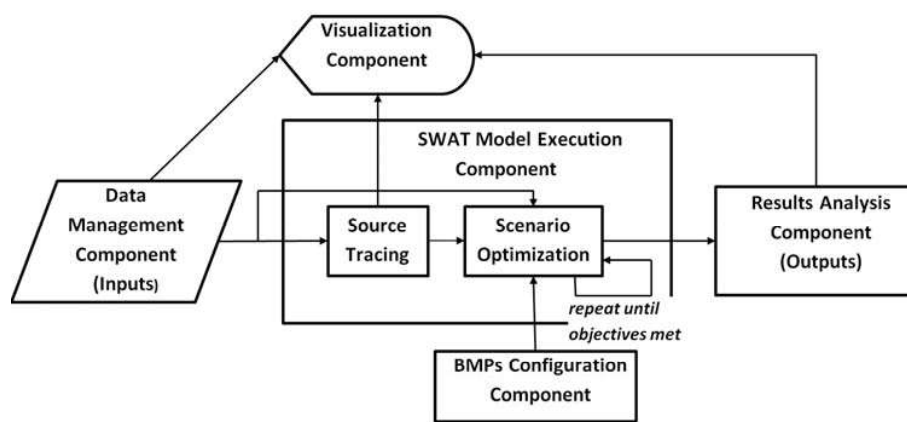 Visualization
Component
SWAT Model Execution
Component
Data
Management
Component
(Inputs)
Source
Tracing
Scenario
Optimization
Results Analysis
Component
(Outputs)
repeat until
objectives met
BMPs Configuration
Component